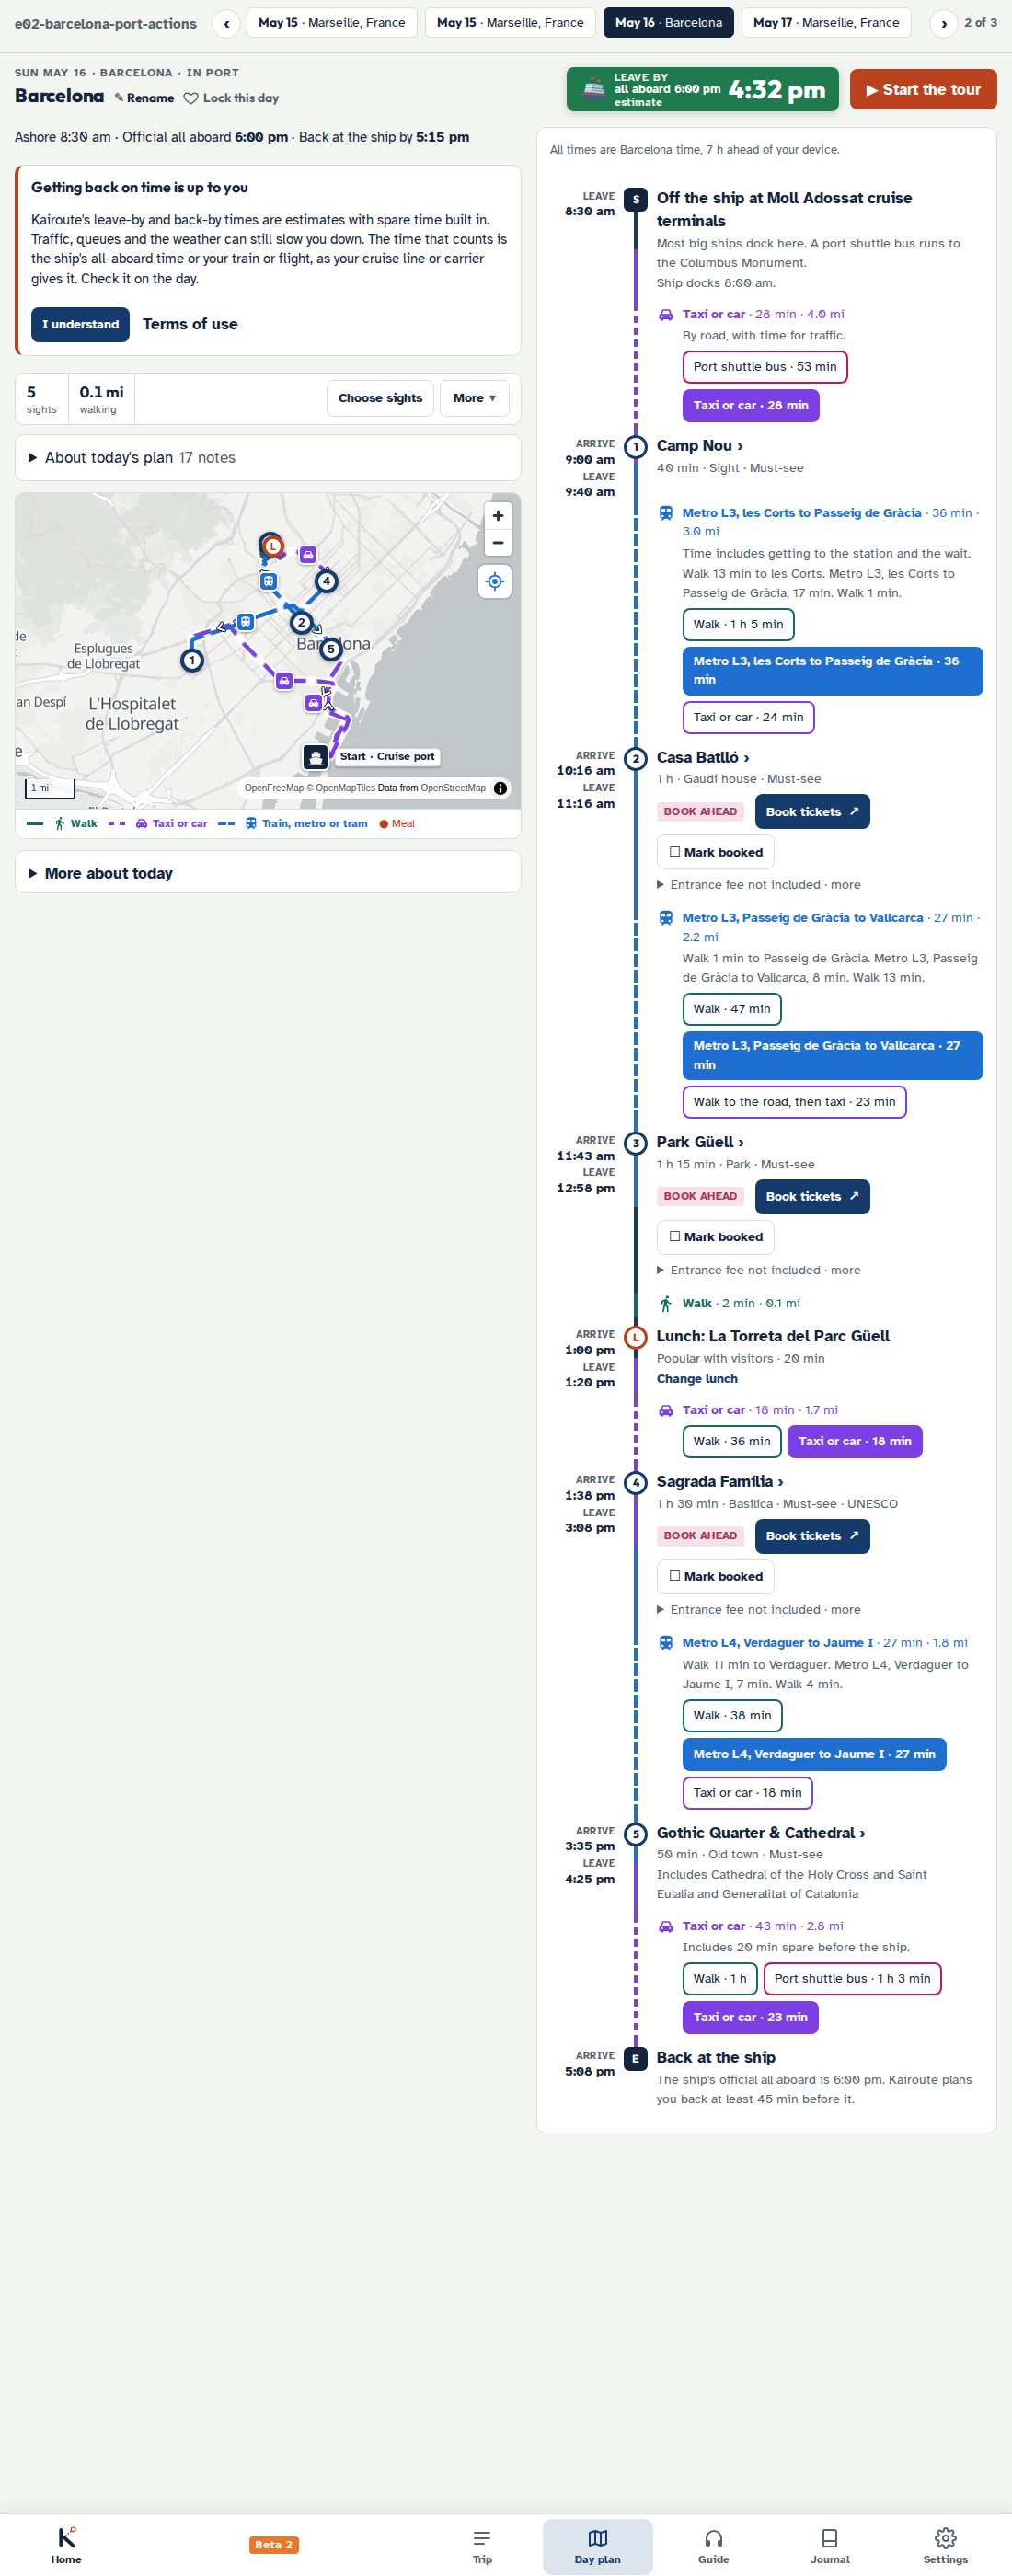 e02-barcelona-port-actions
‹
May 15 · Marseille, France
May 15 · Marseille, France
May 16 · Barcelona
May 17 · Marseille, France
›
2 of 3
SUN MAY 16 · BARCELONA · IN PORT
Barcelona
✎ Rename
Lock this day
LEAVE BY
all aboard 6:00 pm
estimate
4:32 pm
▶ Start the tour
Ashore 8:30 am · Official all aboard 6:00 pm · Back at the ship by 5:15 pm
Getting back on time is up to you
Kairoute's leave-by and back-by times are estimates with spare time built in.
Traffic, queues and the weather can still slow you down. The time that counts is
the ship's all-aboard time or your train or flight, as your cruise line or carrier
gives it. Check it on the day.
I understand
Terms of use
5
sights
0.1 mi
walking
Choose sights
More ▼
▶ About today's plan 17 notes
+
−
L
4
2
5
1
Barcelona
Esplugues
de Llobregat
de
an Despí
L'Hospitalet
de Llobregat
e
Start · Cruise port
1 mi
OpenFreeMap © OpenMapTiles Data from OpenStreetMap
Walk
Taxi or car
Train, metro or tram
Meal
▶ More about today
All times are Barcelona time, 7 h ahead of your device.
LEAVE
8:30 am
S
Off the ship at Moll Adossat cruise
terminals
Most big ships dock here. A port shuttle bus runs to
the Columbus Monument.
Ship docks 8:00 am.
Taxi or car · 28 min · 4.0 mi
By road, with time for traffic.
Port shuttle bus · 53 min
Taxi or car · 28 min
ARRIVE
9:00 am
LEAVE
9:40 am
1
Camp Nou ›
40 min · Sight · Must-see
Metro L3, les Corts to Passeig de Gràcia · 36 min ·
3.0 mi
Time includes getting to the station and the wait.
Walk 13 min to les Corts. Metro L3, les Corts to
Passeig de Gràcia, 17 min. Walk 1 min.
Walk · 1 h 5 min
Metro L3, les Corts to Passeig de Gràcia · 36
min
Taxi or car · 24 min
ARRIVE
10:16 am
LEAVE
11:16 am
2
Casa Batlló ›
1 h · Gaudí house · Must-see
BOOK AHEAD
Book tickets ↗
☐ Mark booked
▶ Entrance fee not included · more
Metro L3, Passeig de Gràcia to Vallcarca · 27 min ·
2.2 mi
Walk 1 min to Passeig de Gràcia. Metro L3, Passeig
de Gràcia to Vallcarca, 8 min. Walk 13 min.
Walk · 47 min
Metro L3, Passeig de Gràcia to Vallcarca · 27
min
Walk to the road, then taxi · 23 min
ARRIVE
11:43 am
LEAVE
12:58 pm
3
Park Güell ›
1 h 15 min · Park · Must-see
BOOK AHEAD
Book tickets ↗
☐ Mark booked
▶ Entrance fee not included · more
Walk · 2 min · 0.1 mi
ARRIVE
1:00 pm
LEAVE
1:20 pm
L
Lunch: La Torreta del Parc Güell
Popular with visitors · 20 min
Change lunch
Taxi or car · 18 min · 1.7 mi
Walk · 36 min
Taxi or car · 18 min
ARRIVE
1:38 pm
LEAVE
3:08 pm
4
Sagrada Família ›
1 h 30 min · Basilica · Must-see · UNESCO
BOOK AHEAD
Book tickets ↗
☐ Mark booked
▶ Entrance fee not included · more
Metro L4, Verdaguer to Jaume I · 27 min · 1.8 mi
Walk 11 min to Verdaguer. Metro L4, Verdaguer to
Jaume I, 7 min. Walk 4 min.
Walk · 38 min
Metro L4, Verdaguer to Jaume I · 27 min
Taxi or car · 18 min
ARRIVE
3:35 pm
LEAVE
4:25 pm
5
Gothic Quarter & Cathedral ›
50 min · Old town · Must-see
Includes Cathedral of the Holy Cross and Saint
Eulalia and Generalitat of Catalonia
Taxi or car · 43 min · 2.8 mi
Includes 20 min spare before the ship.
Walk · 1 h
Port shuttle bus · 1 h 3 min
Taxi or car · 23 min
ARRIVE
5:08 pm
E
Back at the ship
The ship's official all aboard is 6:00 pm. Kairoute plans
you back at least 45 min before it.
Home
Beta 2
Trip
Day plan
Guide
Journal
Settings